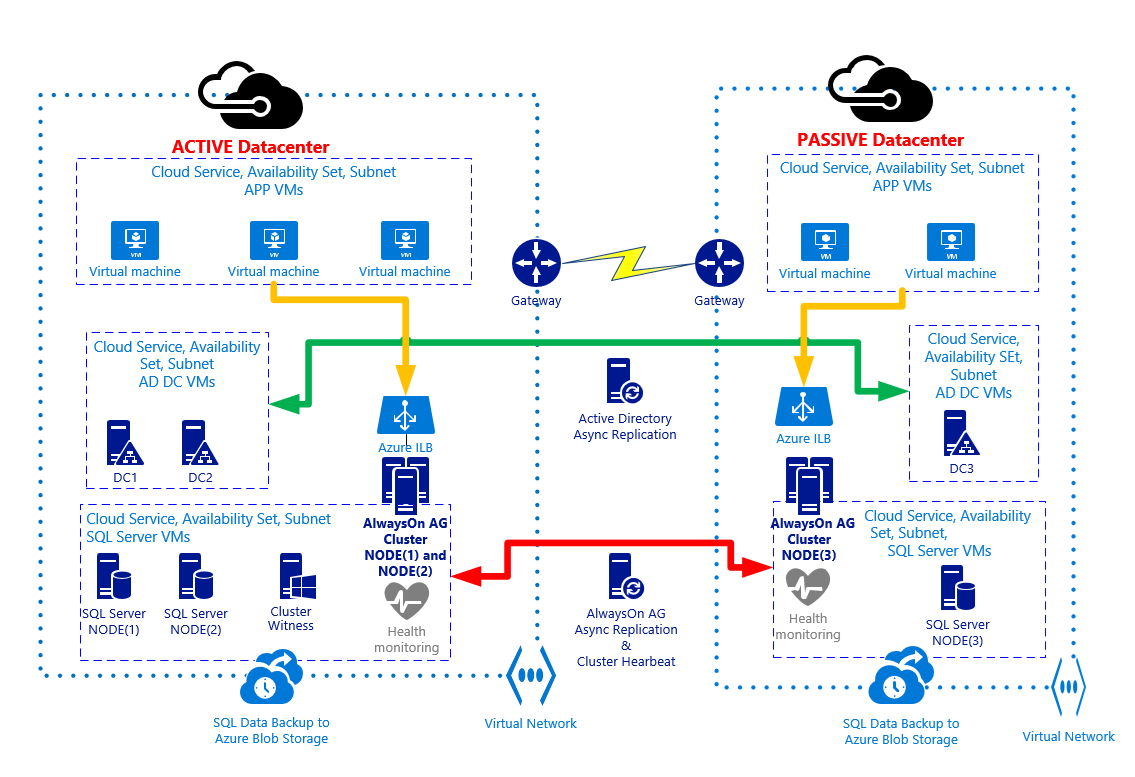 ACTIVE Datacenter
Cloud Service, Availability Set, Subnet
APP VMs
VM
Virtual machine
VM
Virtual machine
VM
Virtual machine
Gateway
Cloud Service, Availability
Set, Subnet
AD DC VMs
DC1
DC2
Azure ILB
AlwaysOn AG
Cluster
NODE(1) and
NODE(2)
Health
monitoring
Cloud Service, Availability Set, Subnet
SQL Server VMs
SQL Server
NODE(1)
SQL Server
NODE(2)
Cluster
Witness
SQL Data Backup to
Azure Blob Storage
Virtual Network
Active Directory
Async Replication
AlwaysOn AG
Async Replication
&
Cluster Hearbeat
PASSIVE Datacenter
Cloud Service, Availability Set, Subnet
APP VMs
VM
Virtual machine
VM
Virtual machine
Gateway
Azure ILB
Cloud Service,
Availability SEt,
Subnet
AD DC VMs
DC3
AlwaysOn AG
Cluster
NODE(3)
Health
monitoring
Cloud Service, Availability
Set, Subnet,
SQL Server VMs
SQL Server
NODE(3)
SQL Data Backup to
Azure Blob Storage
Virtual Network